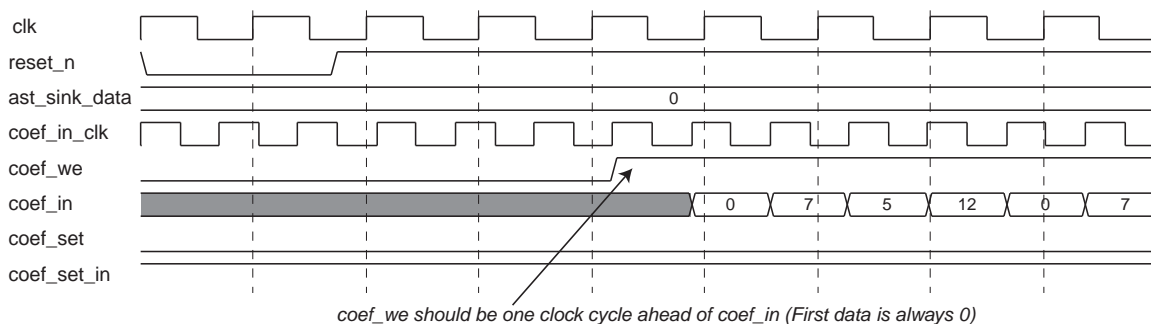 clk
reset_n
ast_sink_data 0
coef_in_clk
coef_we
coef_in 0 7 5 12 0 7
coef_set
coef_set_in
coef_we should be one clock cycle ahead of coef_in (First data is always 0)